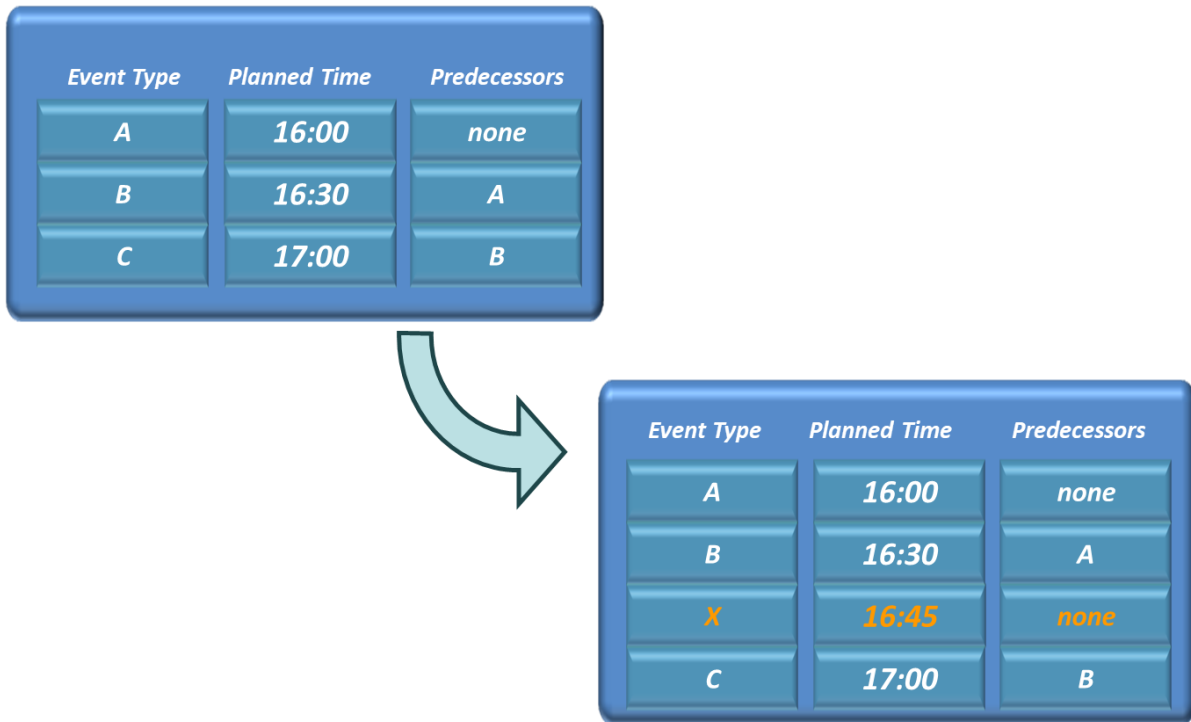 Event Type Planned Time Predecessors
A 16:00 none
B 16:30 A
C 17:00 B
Event Type Planned Time Predecessors
A 16:00 none
B 16:30 A
X 16:45 none
C 17:00 B